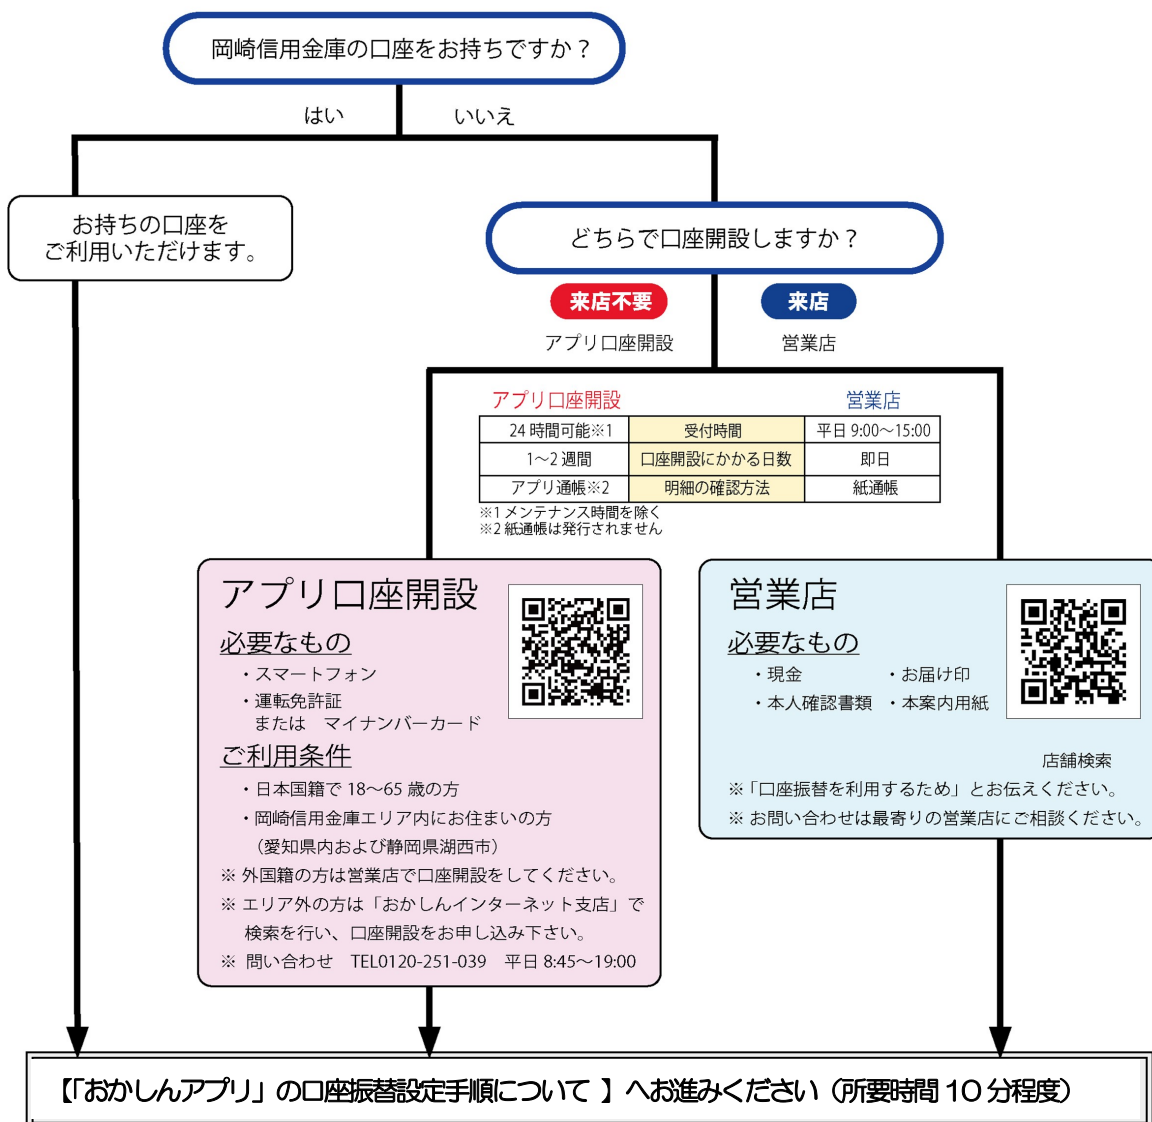 岡崎信用金庫の口座をお持ちですか？
はい
いいえ
お持ちの口座を
ご利用いただけます。
どちらで口座開設しますか？
来店不要
来店
アプリ口座開設
営業店
アプリ口座開設
営業店
24 時間可能※1 受付時間 平日 9:00～15:00
1～2 週間 口座開設にかかる日数 即日
アプリ通帳※2 明細の確認方法 紙通帳
※1 メンテナンス時間を除く
※2 紙通帳は発行されません
アプリ口座開設
必要なもの
・スマートフォン
・運転免許証
または　マイナンバーカード
ご利用条件
・日本国籍で 18～65 歳の方
・岡崎信用金庫エリア内にお住まいの方
（愛知県内および静岡県湖西市）
※ 外国籍の方は営業店で口座開設をしてください。
※ エリア外の方は「おかしんインターネット支店」で
検索を行い、口座開設をお申し込み下さい。
※ 問い合わせ　TEL0120-251-039　平日 8:45～19:00
営業店
必要なもの
・現金　・お届け印
・本人確認書類　・本案内用紙
店舗検索
※「口座振替を利用するため」とお伝えください。
※ お問い合わせは最寄りの営業店にご相談ください。
【「おかしんアプリ」の口座振替設定手順について 】へお進みください（所要時間 10 分程度）